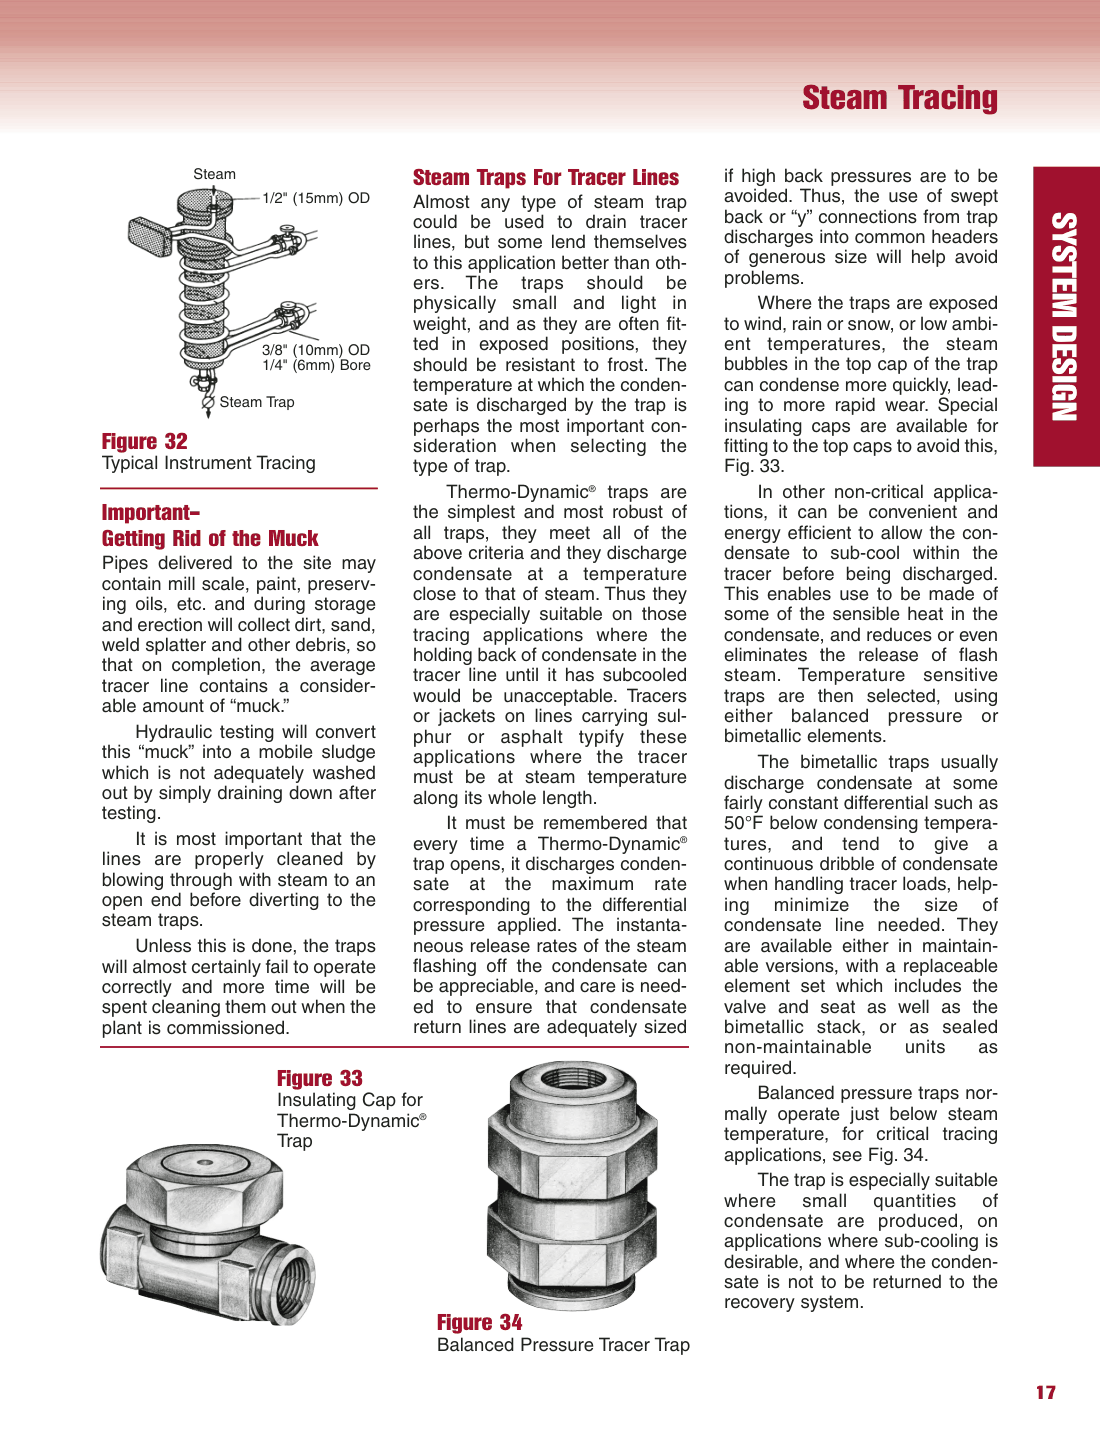 Steam Tracing
SYSTEM DESIGN
Steam
1/2" (15mm) OD
3/8" (10mm) OD
1/4" (6mm) Bore
Steam Trap
Figure 32
Typical Instrument Tracing
Important–
Getting Rid of the Muck
Pipes delivered to the site may
contain mill scale, paint, preserv-
ing oils, etc. and during storage
and erection will collect dirt, sand,
weld splatter and other debris, so
that on completion, the average
tracer line contains a consider-
able amount of “muck.”
Hydraulic testing will convert
this “muck” into a mobile sludge
which is not adequately washed
out by simply draining down after
testing.
It is most important that the
lines are properly cleaned by
blowing through with steam to an
open end before diverting to the
steam traps.
Unless this is done, the traps
will almost certainly fail to operate
correctly and more time will be
spent cleaning them out when the
plant is commissioned.
Steam Traps For Tracer Lines
Almost any type of steam trap
could be used to drain tracer
lines, but some lend themselves
to this application better than oth-
ers. The traps should be
physically small and light in
weight, and as they are often fit-
ted in exposed positions, they
should be resistant to frost. The
temperature at which the conden-
sate is discharged by the trap is
perhaps the most important con-
sideration when selecting the
type of trap.
Thermo-Dynamic® traps are
the simplest and most robust of
all traps, they meet all of the
above criteria and they discharge
condensate at a temperature
close to that of steam. Thus they
are especially suitable on those
tracing applications where the
holding back of condensate in the
tracer line until it has subcooled
would be unacceptable. Tracers
or jackets on lines carrying sul-
phur or asphalt typify these
applications where the tracer
must be at steam temperature
along its whole length.
It must be remembered that
every time a Thermo-Dynamic®
trap opens, it discharges conden-
sate at the maximum rate
corresponding to the differential
pressure applied. The instanta-
neous release rates of the steam
flashing off the condensate can
be appreciable, and care is need-
ed to ensure that condensate
return lines are adequately sized
if high back pressures are to be
avoided. Thus, the use of swept
back or “y” connections from trap
discharges into common headers
of generous size will help avoid
problems.
Where the traps are exposed
to wind, rain or snow, or low ambi-
ent temperatures, the steam
bubbles in the top cap of the trap
can condense more quickly, lead-
ing to more rapid wear. Special
insulating caps are available for
fitting to the top caps to avoid this,
Fig. 33.
In other non-critical applica-
tions, it can be convenient and
energy efficient to allow the con-
densate to sub-cool within the
tracer before being discharged.
This enables use to be made of
some of the sensible heat in the
condensate, and reduces or even
eliminates the release of flash
steam. Temperature sensitive
traps are then selected, using
either balanced pressure or
bimetallic elements.
The bimetallic traps usually
discharge condensate at some
fairly constant differential such as
50°F below condensing tempera-
tures, and tend to give a
continuous dribble of condensate
when handling tracer loads, help-
ing minimize the size of
condensate line needed. They
are available either in maintain-
able versions, with a replaceable
element set which includes the
valve and seat as well as the
bimetallic stack, or as sealed
non-maintainable units as
required.
Balanced pressure traps nor-
mally operate just below steam
temperature, for critical tracing
applications, see Fig. 34.
The trap is especially suitable
where small quantities of
condensate are produced, on
applications where sub-cooling is
desirable, and where the conden-
sate is not to be returned to the
recovery system.
Figure 33
Insulating Cap for
Thermo-Dynamic®
Trap
Figure 34
Balanced Pressure Tracer Trap
17